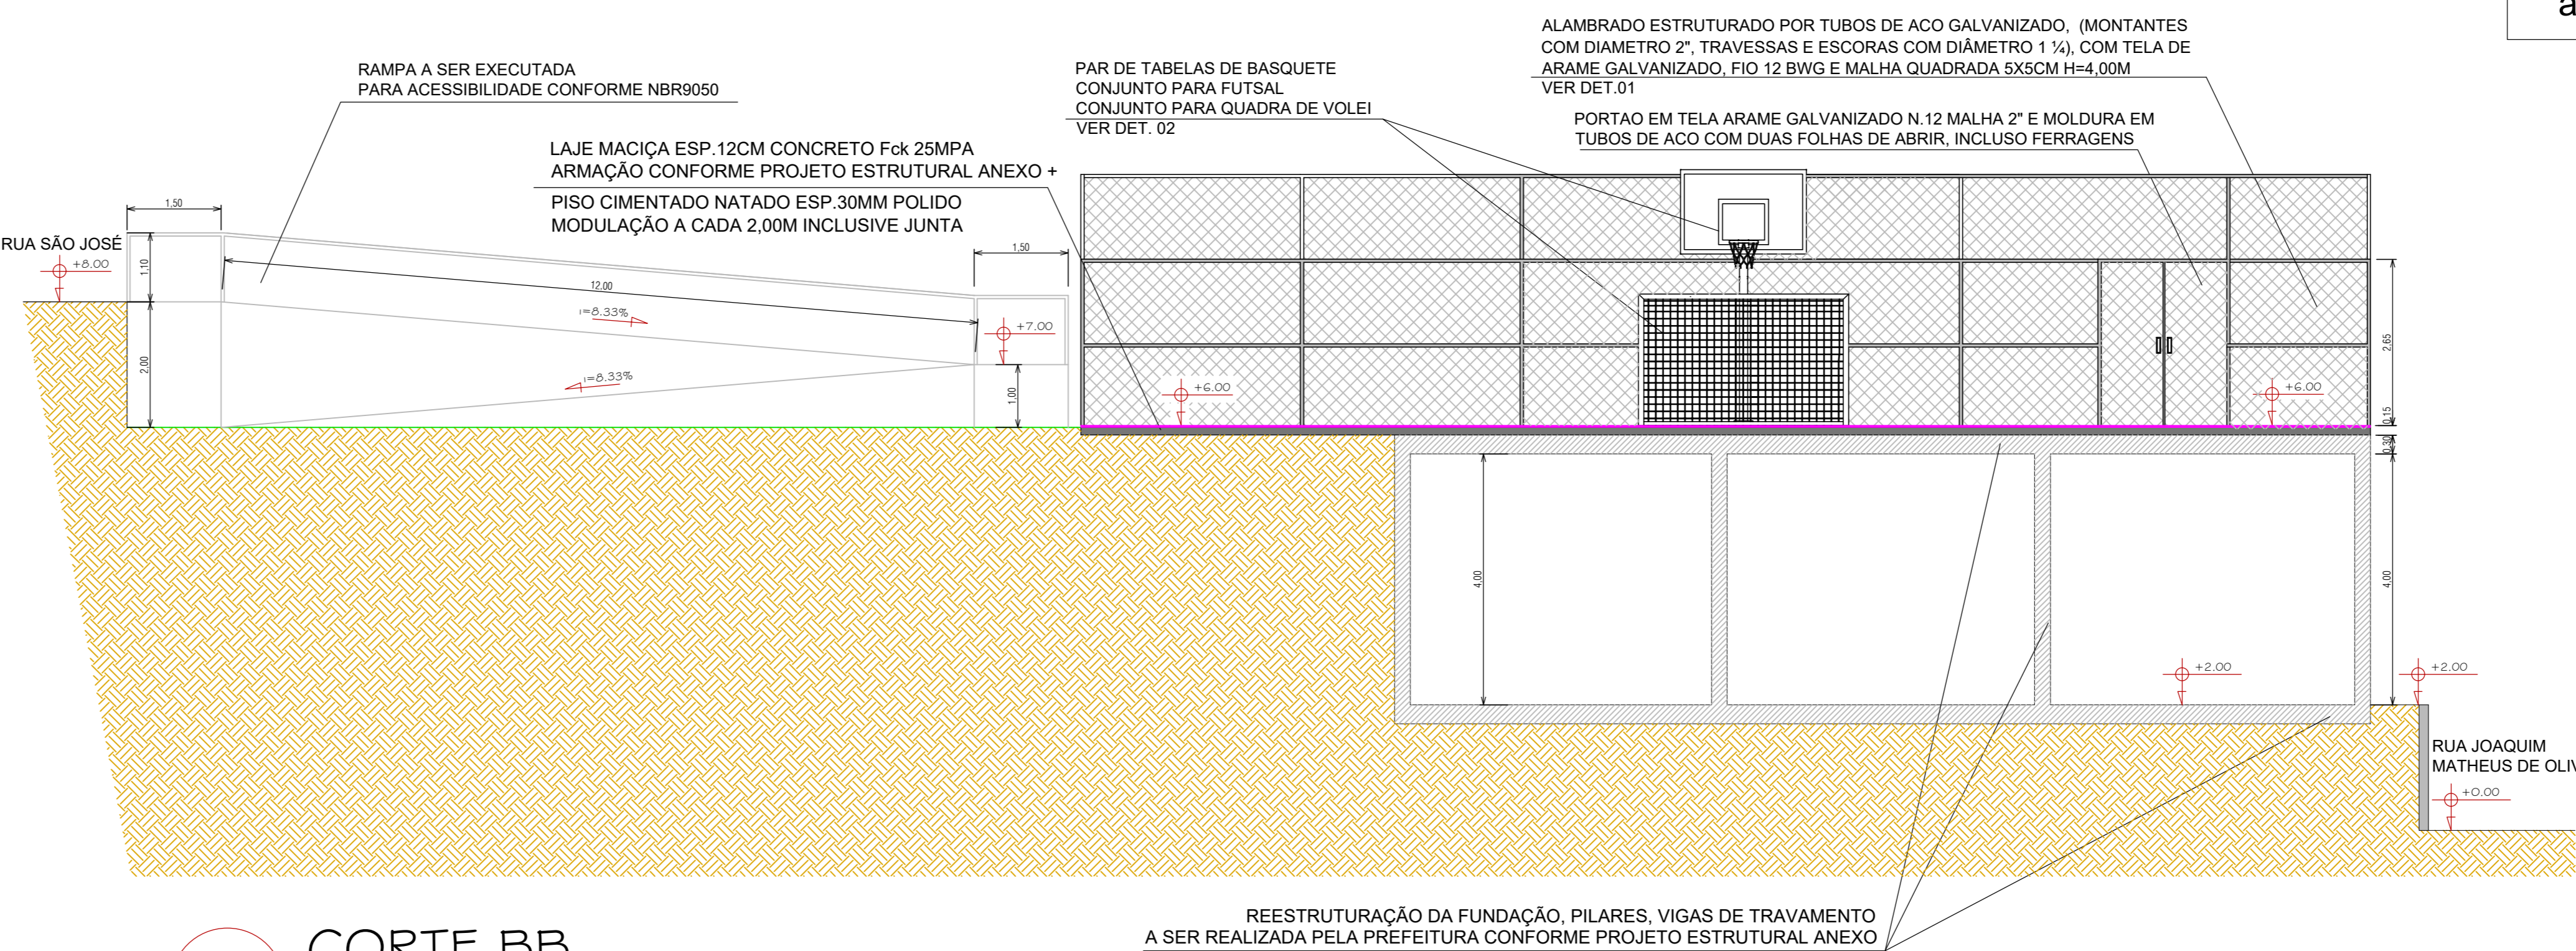 a
ALAMBRADO ESTRUTURADO POR TUBOS DE ACO GALVANIZADO, (MONTANTES
COM DIAMETRO 2", TRAVESSAS E ESCORAS COM DIÂMETRO 1 ¼), COM TELA DE
ARAME GALVANIZADO, FIO 12 BWG E MALHA QUADRADA 5X5CM H=4,00M
VER DET.01
RAMPA A SER EXECUTADA
PARA ACESSIBILIDADE CONFORME NBR9050
PAR DE TABELAS DE BASQUETE
CONJUNTO PARA FUTSAL
CONJUNTO PARA QUADRA DE VOLEI
VER DET. 02
PORTAO EM TELA ARAME GALVANIZADO N.12 MALHA 2" E MOLDURA EM
TUBOS DE ACO COM DUAS FOLHAS DE ABRIR, INCLUSO FERRAGENS
LAJE MACIÇA ESP.12CM CONCRETO Fck 25MPA
ARMAÇÃO CONFORME PROJETO ESTRUTURAL ANEXO +
PISO CIMENTADO NATADO ESP.30MM POLIDO
MODULAÇÃO A CADA 2,00M INCLUSIVE JUNTA
1,50
RUA SÃO JOSÉ
+8.00
1,10
2,00
12,00
i=8.33%
i=8.33%
1,50
+7.00
1,00
+6.00
+6.00
2,65
0,15
0,30
4,00
4,00
+2.00
+2.00
RUA JOAQUIM
MATHEUS DE OLIV
+0.00
REESTRUTURAÇÃO DA FUNDAÇÃO, PILARES, VIGAS DE TRAVAMENTO
A SER REALIZADA PELA PREFEITURA CONFORME PROJETO ESTRUTURAL ANEXO
CORTE BB